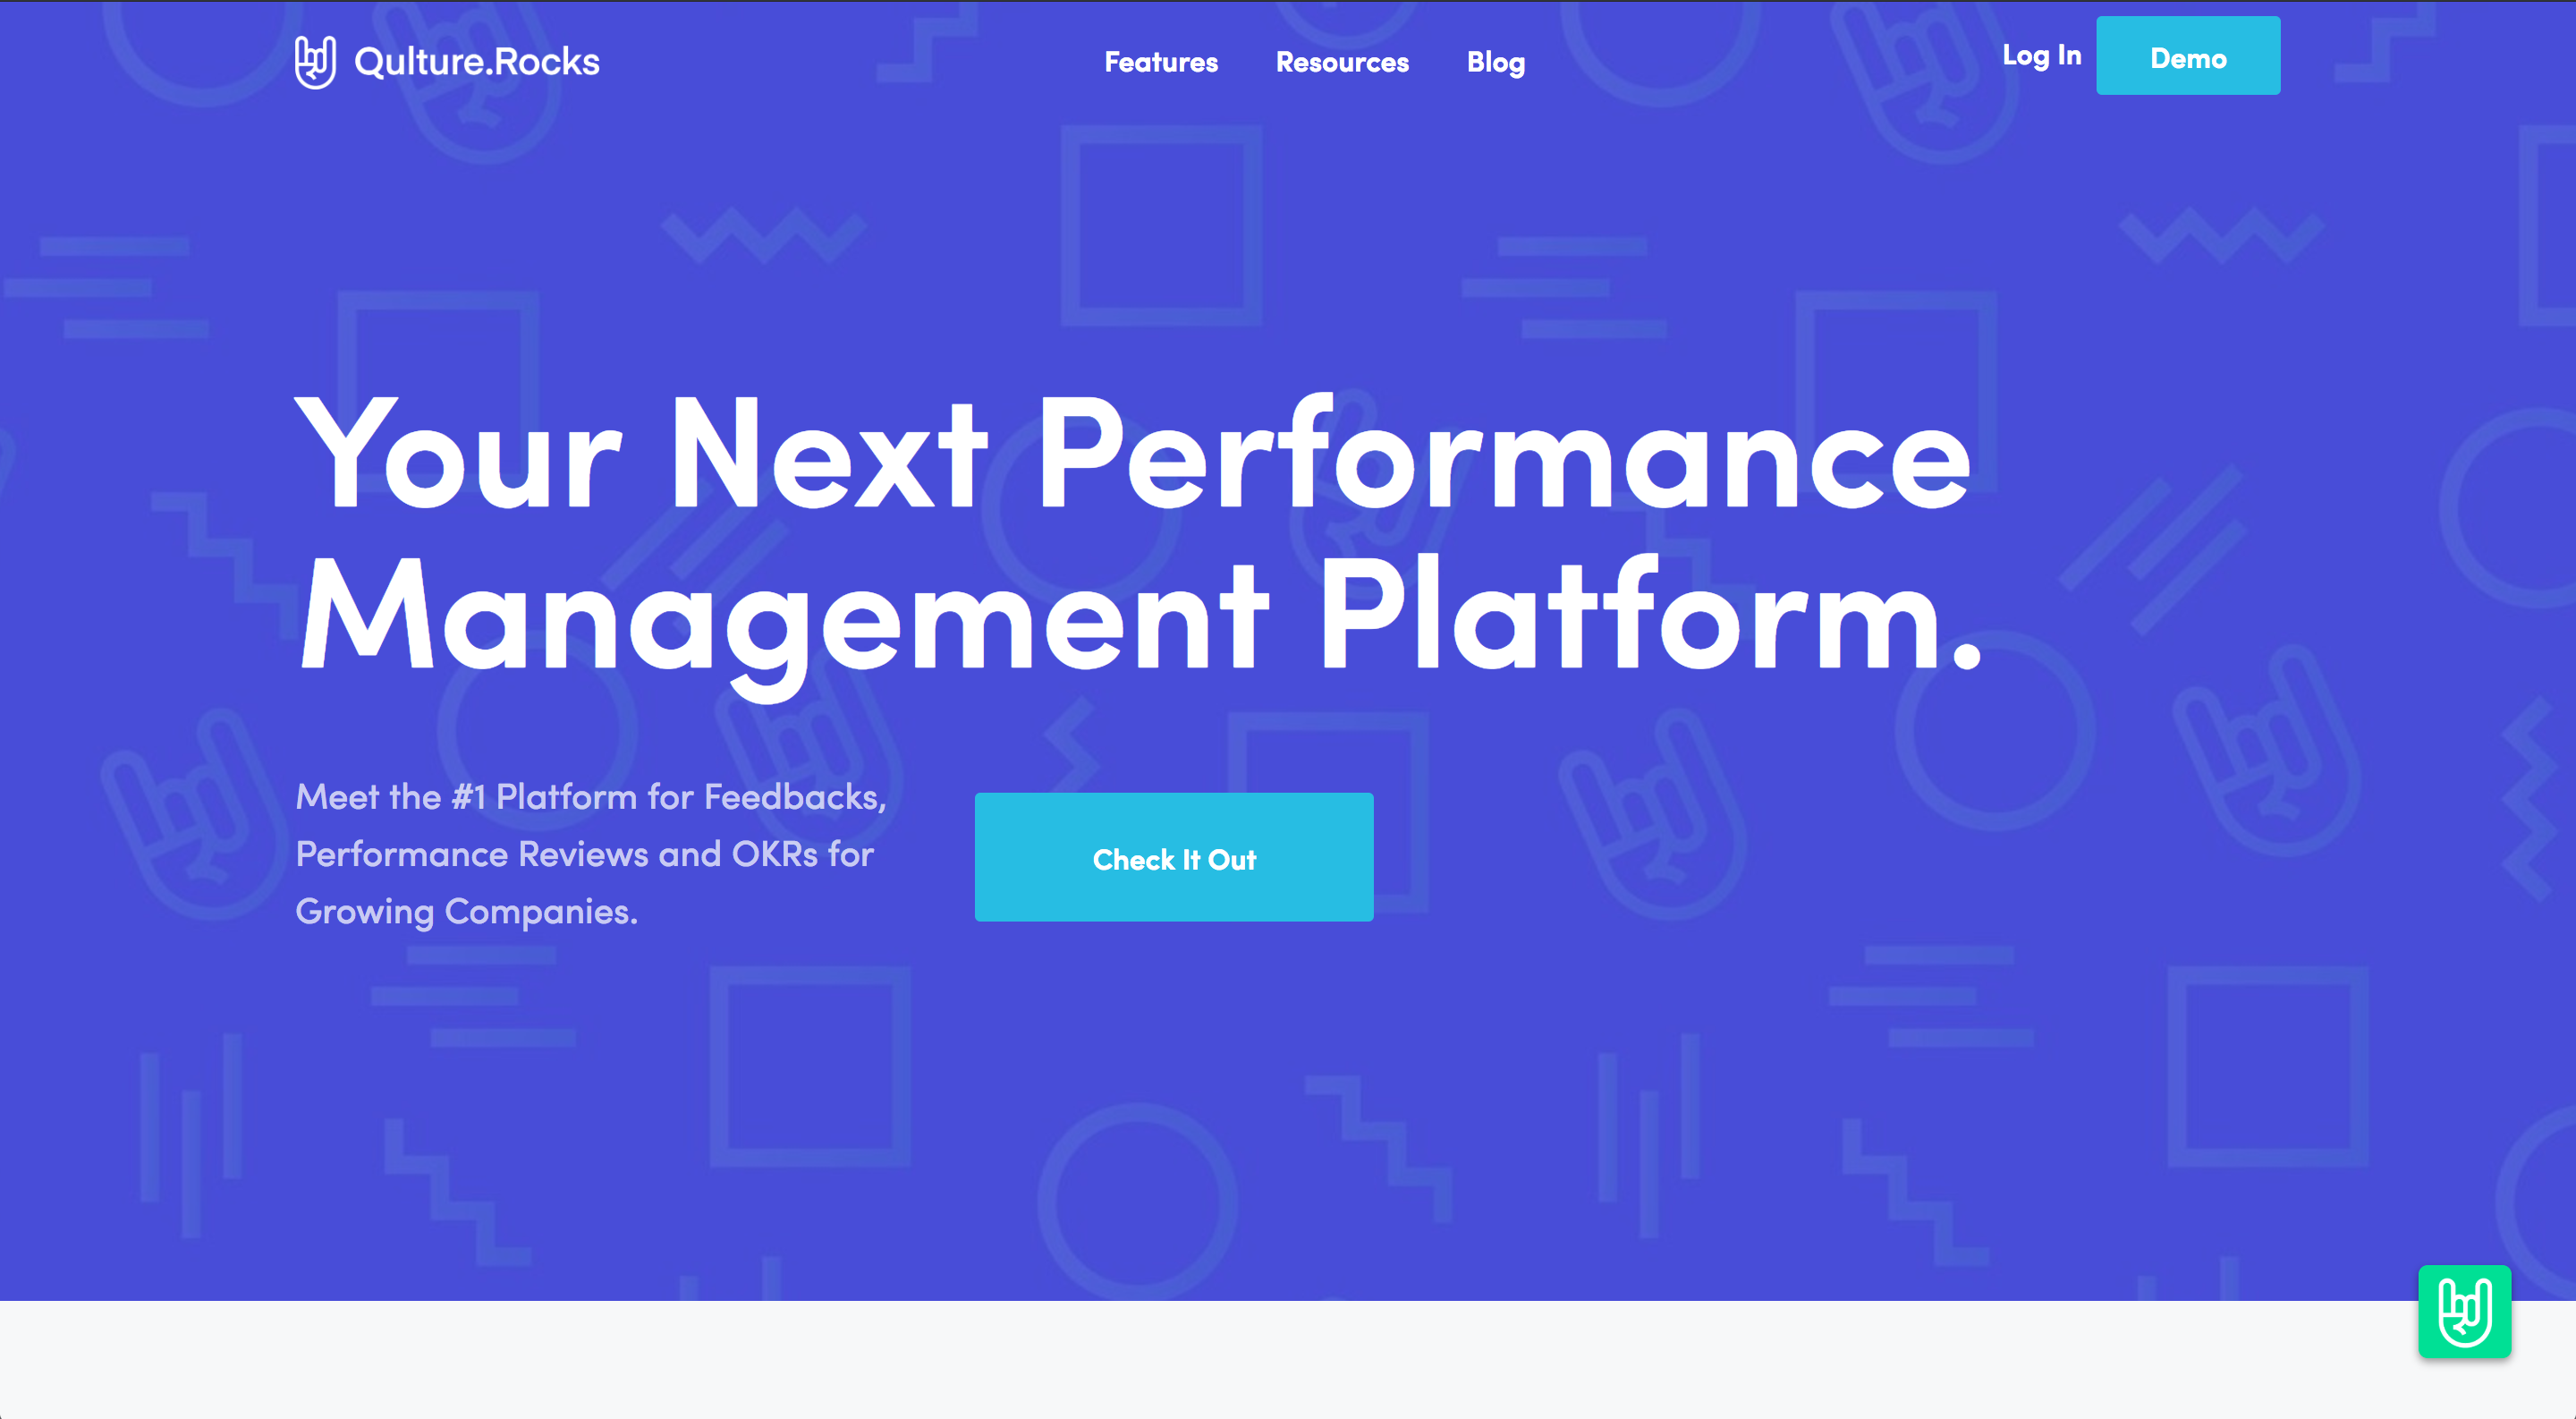 Qulture.Rocks
Features
Resources
Blog
Log In
Demo
Your Next Performance
Management Platform.
Meet the #1 Platform for Feedbacks,
Performance Reviews and OKRs for
Growing Companies.
Check It Out